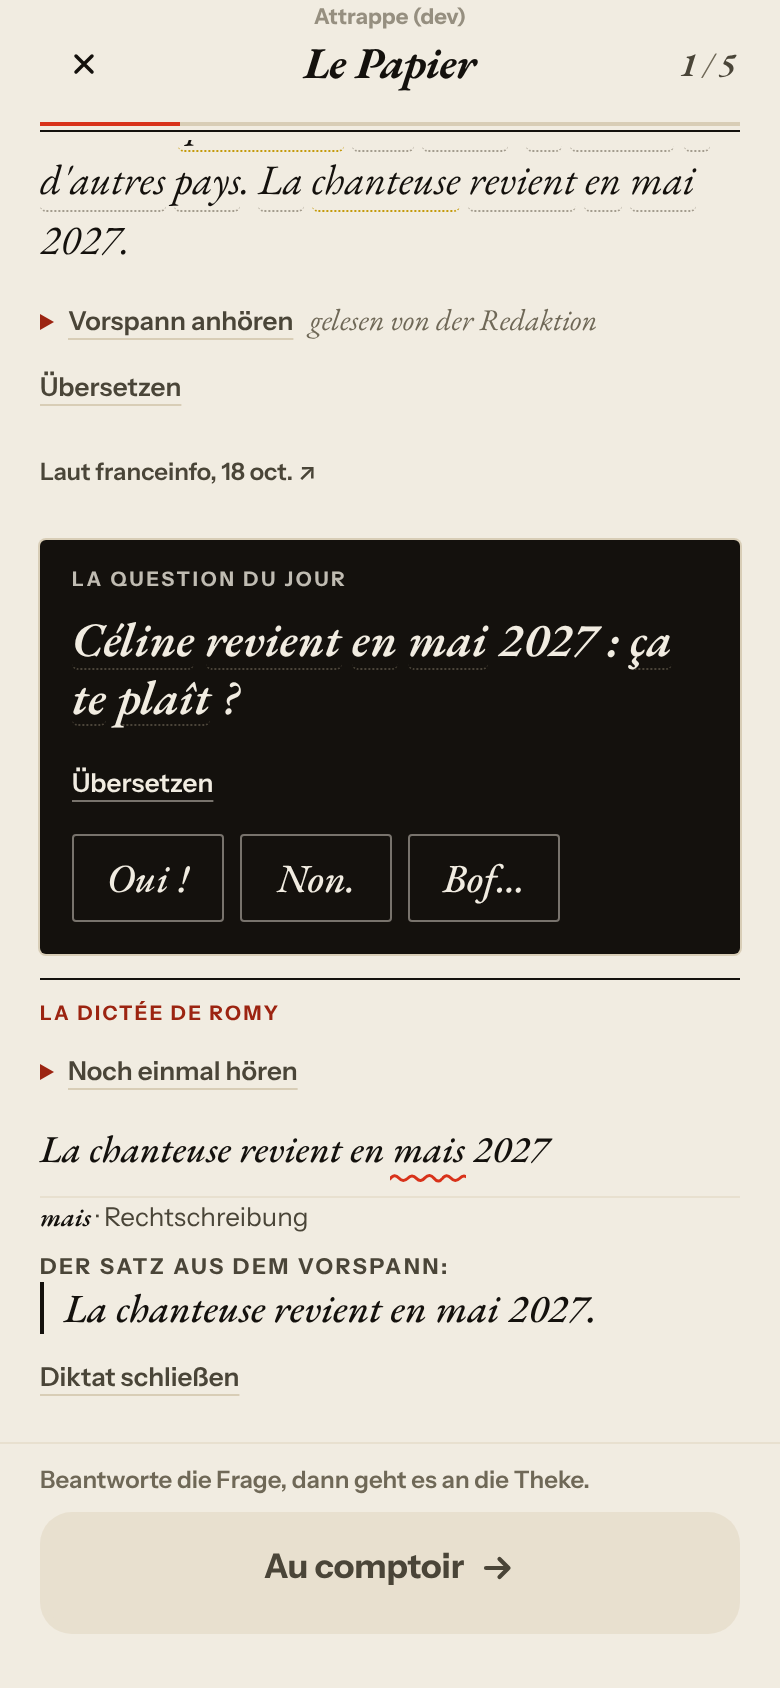 Attrappe (dev)
Le Papier
1 / 5
d'autres pays. La chanteuse revient en mai
2027.
Vorspann anhören gelesen von der Redaktion
Übersetzen
Laut franceinfo, 18 oct. ↗
LA QUESTION DU JOUR
Céline revient en mai 2027 : ça
te plaît ?
Übersetzen
Oui !
Non.
Bof...
LA DICTÉE DE ROMY
Noch einmal hören
La chanteuse revient en mais 2027
mais · Rechtschreibung
DER SATZ AUS DEM VORSPANN:
La chanteuse revient en mai 2027.
Diktat schließen
Beantworte die Frage, dann geht es an die Theke.
Au comptoir →